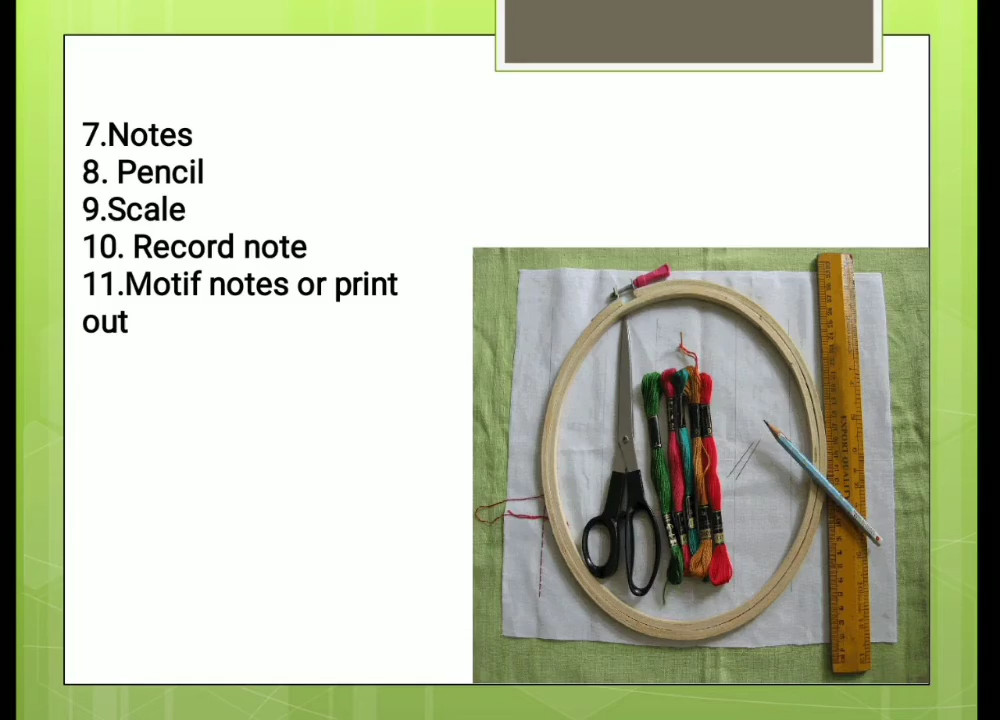 7.Notes
8. Pencil
9.Scale
10. Record note
11.Motif notes or print
out